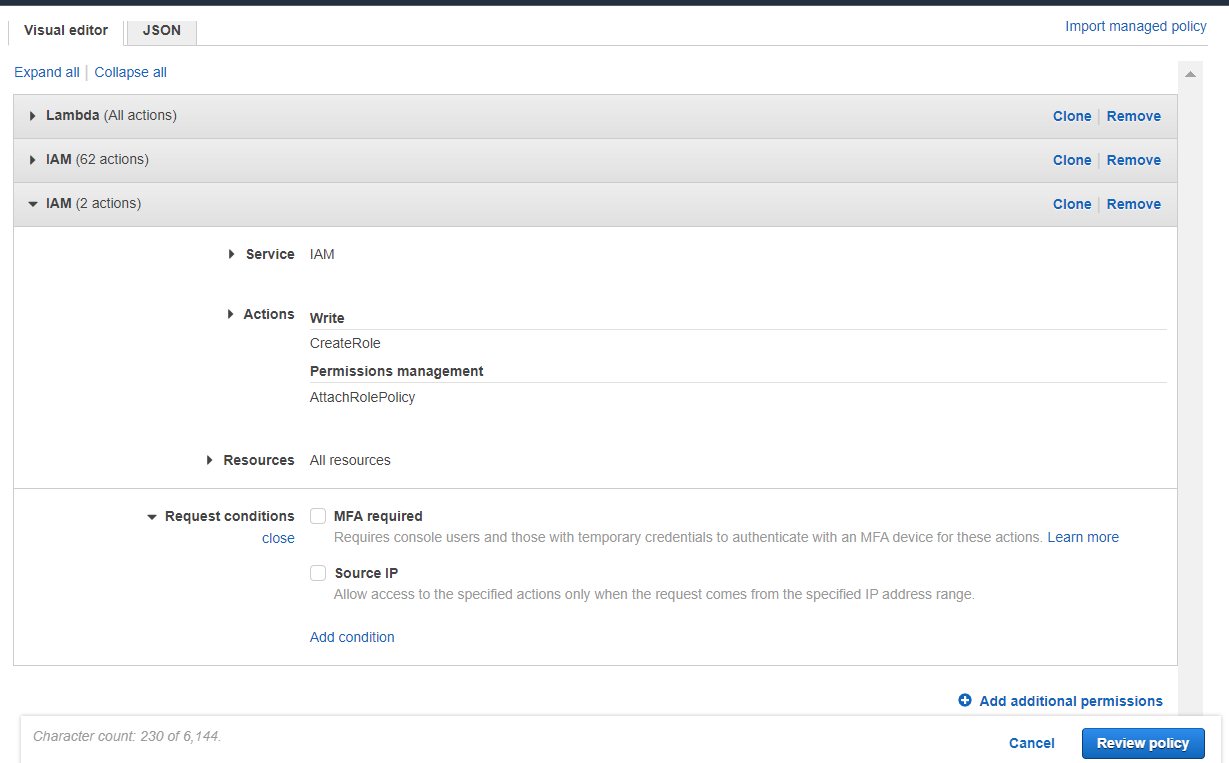 Visual editor JSON Import managed policy
Expand all | Collapse all
Lambda (All actions) Clone | Remove
IAM (62 actions) Clone | Remove
IAM (2 actions) Clone | Remove
Service IAM
Actions Write
CreateRole
Permissions management
AttachRolePolicy
Resources All resources
Request conditions MFA required
close Requires console users and those with temporary credentials to authenticate with an MFA device for these actions. Learn more
Source IP
Allow access to the specified actions only when the request comes from the specified IP address range.
Add condition
Add additional permissions
Character count: 230 of 6,144.
Cancel Review policy